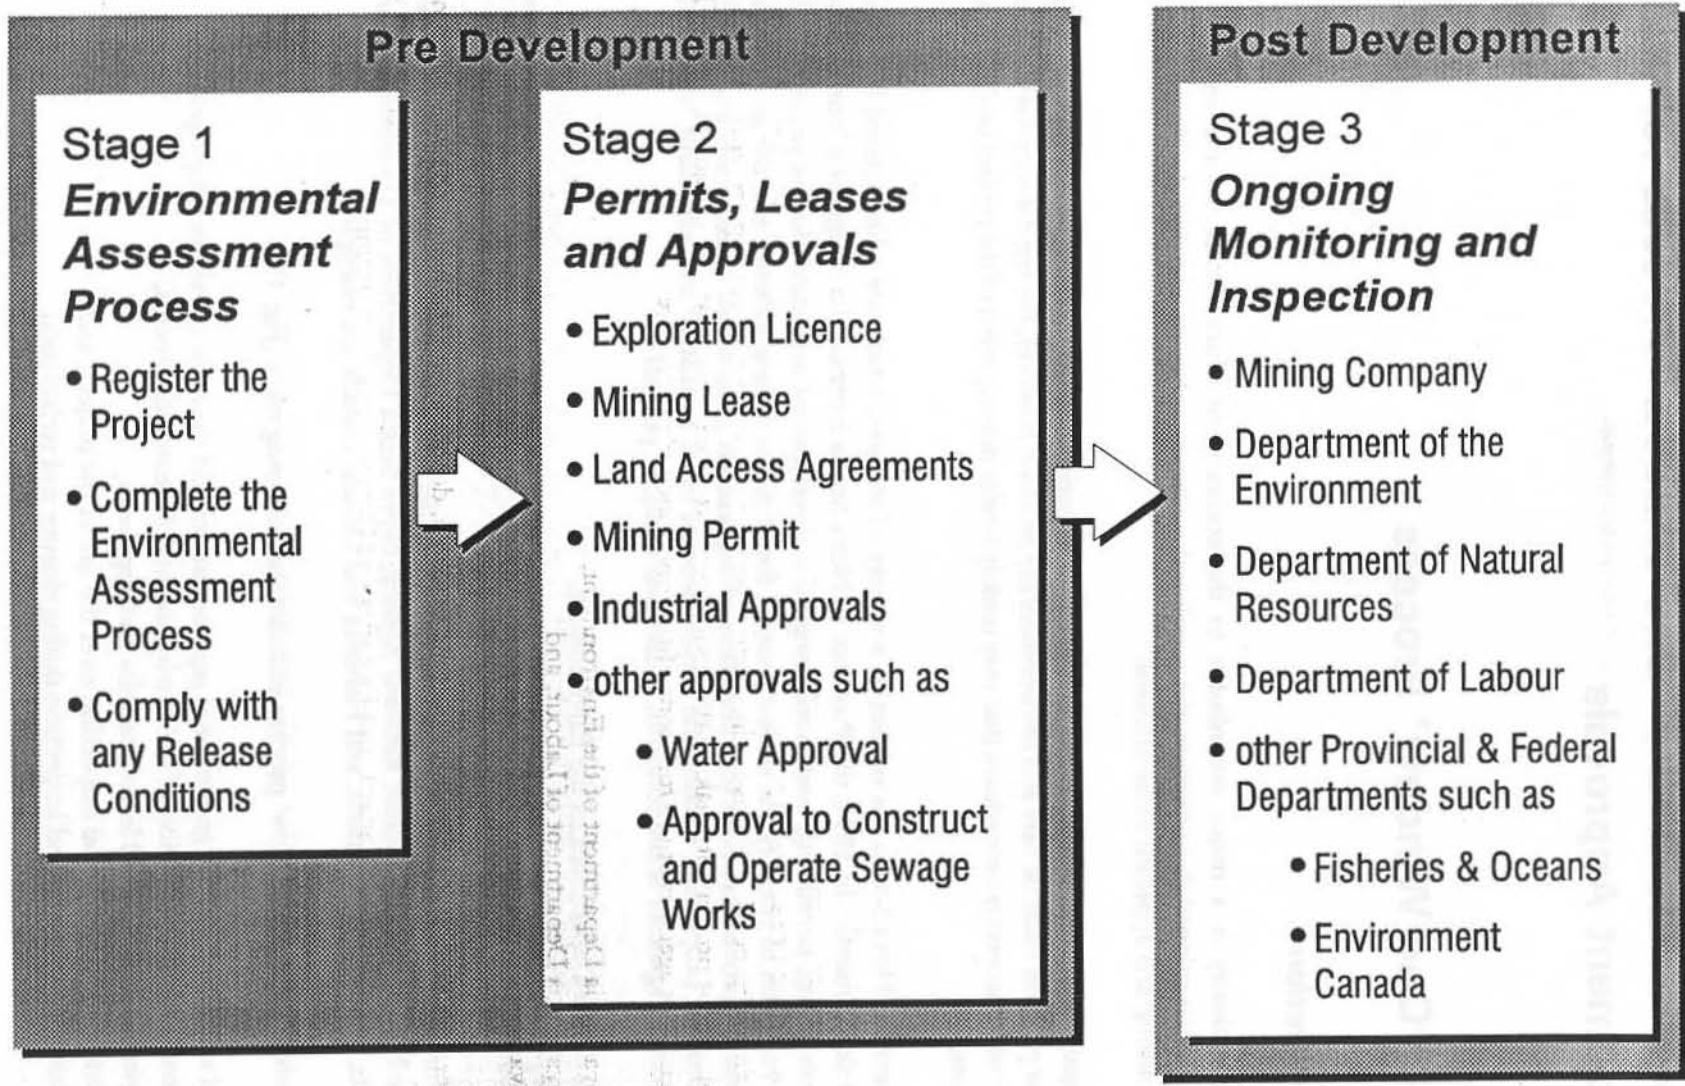 Pre Development
Stage 1
Environmental
Assessment
Process
• Register the
Project
• Complete the
Environmental
Assessment
Process
• Comply with
any Release
Conditions
Stage 2
Permits, Leases
and Approvals
• Exploration Licence
• Mining Lease
• Land Access Agreements
• Mining Permit
• Industrial Approvals
• other approvals such as
• Water Approval
• Approval to Construct
and Operate Sewage
Works
Post Development
Stage 3
Ongoing
Monitoring and
Inspection
• Mining Company
• Department of the
Environment
• Department of Natural
Resources
• Department of Labour
• other Provincial & Federal
Departments such as
• Fisheries & Oceans
• Environment
Canada